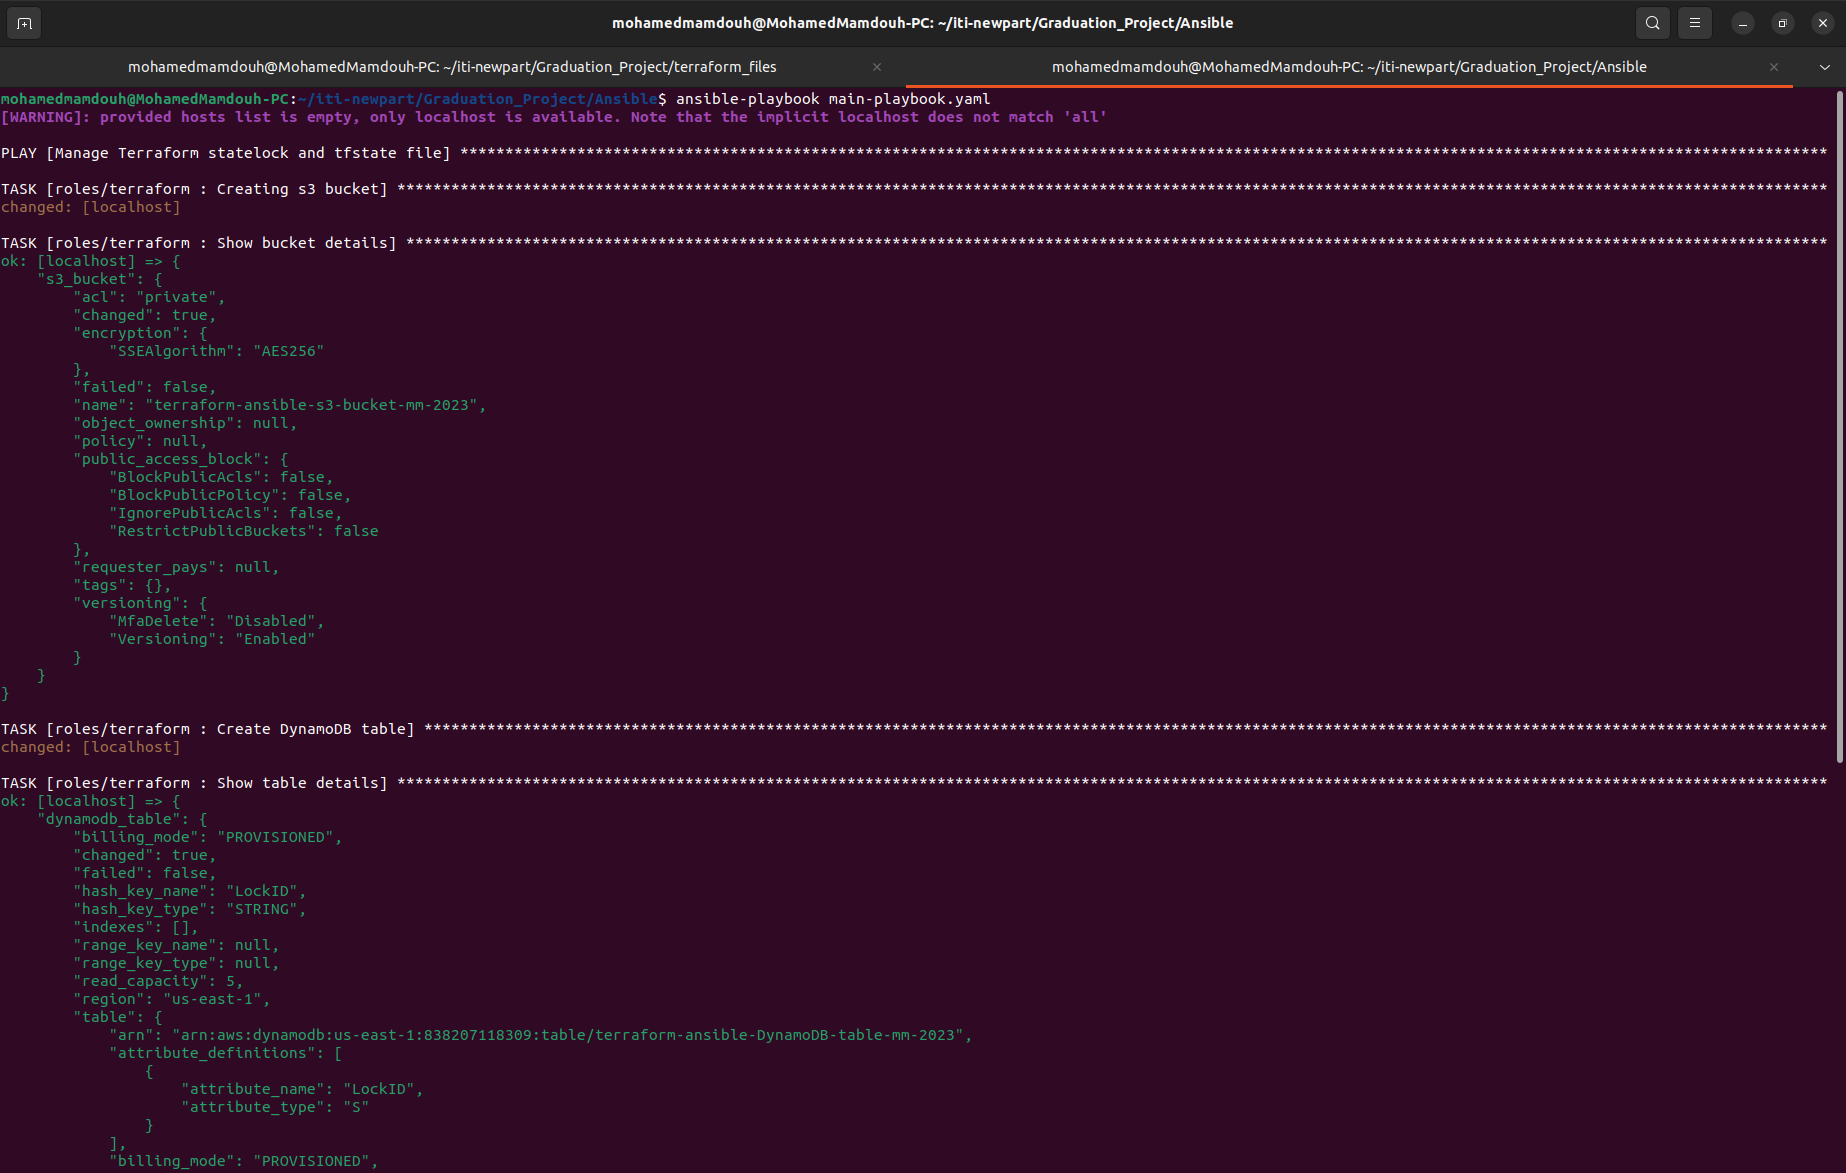 mohamedmamdouh@MohamedMamdouh-PC: ~/iti-newpart/Graduation_Project/Ansible
mohamedmamdouh@MohamedMamdouh-PC: ~/iti-newpart/Graduation_Project/terraform_files
mohamedmamdouh@MohamedMamdouh-PC: ~/iti-newpart/Graduation_Project/Ansible
mohamedmamdouh@MohamedMamdouh-PC:~/iti-newpart/Graduation_Project/Ansible$ ansible-playbook main-playbook.yaml
[WARNING]: provided hosts list is empty, only localhost is available. Note that the implicit localhost does not match 'all'
PLAY [Manage Terraform statelock and tfstate file] ********************************************************************************************************************************************************
TASK [roles/terraform : Creating s3 bucket] ***************************************************************************************************************************************************************
changed: [localhost]
TASK [roles/terraform : Show bucket details] **************************************************************************************************************************************************************
ok: [localhost] => {
    "s3_bucket": {
        "acl": "private",
        "changed": true,
        "encryption": {
            "SSEAlgorithm": "AES256"
        },
        "failed": false,
        "name": "terraform-ansible-s3-bucket-mm-2023",
        "object_ownership": null,
        "policy": null,
        "public_access_block": {
            "BlockPublicAcls": false,
            "BlockPublicPolicy": false,
            "IgnorePublicAcls": false,
            "RestrictPublicBuckets": false
        },
        "requester_pays": null,
        "tags": {},
        "versioning": {
            "MfaDelete": "Disabled",
            "Versioning": "Enabled"
        }
    }
}
TASK [roles/terraform : Create DynamoDB table] ************************************************************************************************************************************************************
changed: [localhost]
TASK [roles/terraform : Show table details] ***************************************************************************************************************************************************************
ok: [localhost] => {
    "dynamodb_table": {
        "billing_mode": "PROVISIONED",
        "changed": true,
        "failed": false,
        "hash_key_name": "LockID",
        "hash_key_type": "STRING",
        "indexes": [],
        "range_key_name": null,
        "range_key_type": null,
        "read_capacity": 5,
        "region": "us-east-1",
        "table": {
            "arn": "arn:aws:dynamodb:us-east-1:838207118309:table/terraform-ansible-DynamoDB-table-mm-2023",
            "attribute_definitions": [
                {
                    "attribute_name": "LockID",
                    "attribute_type": "S"
                }
            ],
            "billing_mode": "PROVISIONED",